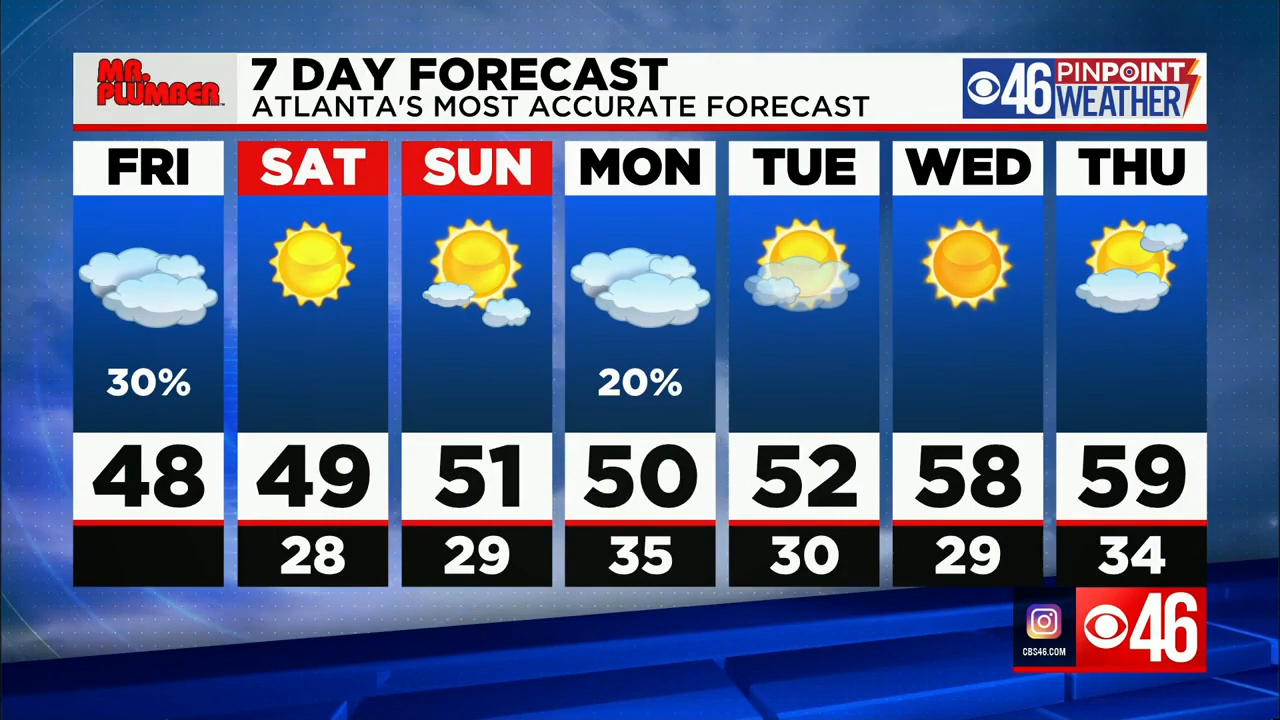 MR.
PLUMBER
7 DAY FORECAST
ATLANTA'S MOST ACCURATE FORECAST
46 PINPOINT
WEATHER
FRI SAT SUN MON TUE WED THU
30% 20%
48 49 51 50 52 58 59
28 29 35 30 29 34
CBS46.COM
46